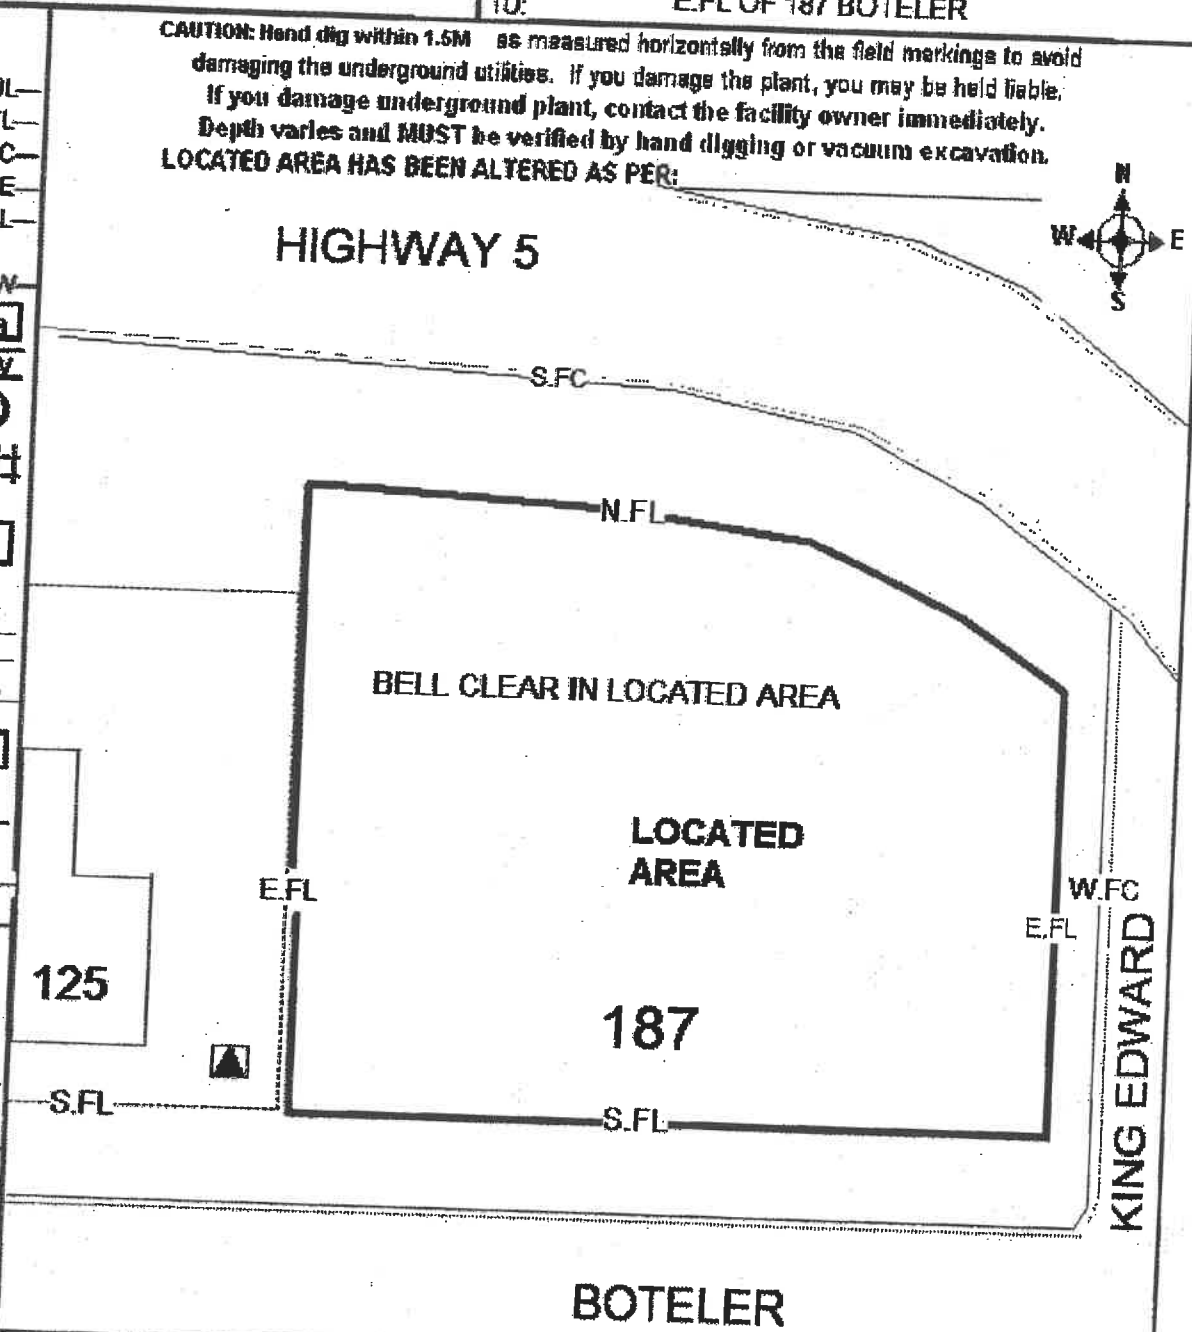 TO: E.FL OF 187 BOTELER
CAUTION: Hand dig within 1.5M as measured horizontally from the field markings to avoid
damaging the underground utilities. If you damage the plant, you may be held liable.
If you damage underground plant, contact the facility owner immediately.
Depth varies and MUST be verified by hand digging or vacuum excavation.
LOCATED AREA HAS BEEN ALTERED AS PER:
N
W E
S
HIGHWAY 5
S.FC
N.FL
BELL CLEAR IN LOCATED AREA
LOCATED
AREA
E.FL
W.FC
E.FL
125
187
KING EDWARD
S.FL
S.FL
BOTELER